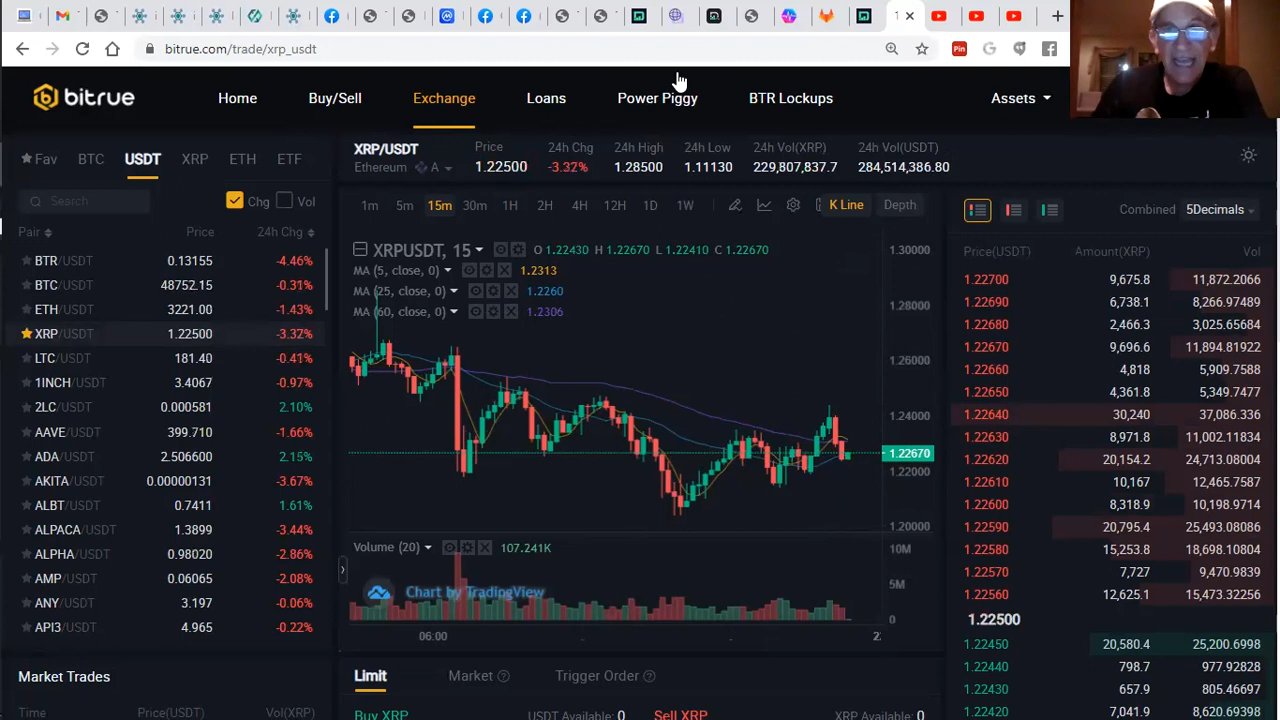 bitrue.com/trade/xrp_usdt
Pin
bitrue
Home
Buy/Sell
Exchange
Loans
Power Piggy
BTR Lockups
Assets
Fav
BTC
USDT
XRP
ETH
ETF
Search
Chg
Vol
Pair
Price
24h Chg
BTR/USDT 0.13155 -4.46%
BTC/USDT 48752.15 -0.31%
ETH/USDT 3221.00 -1.43%
XRP/USDT 1.22500 -3.32%
LTC/USDT 181.40 -0.41%
1INCH/USDT 3.4067 -0.97%
2LC/USDT 0.000581 2.10%
AAVE/USDT 399.710 -1.66%
ADA/USDT 2.506600 2.15%
AKITA/USDT 0.00000131 -3.67%
ALBT/USDT 0.7411 1.61%
ALPACA/USDT 1.3899 -3.44%
ALPHA/USDT 0.98020 -2.86%
AMP/USDT 0.06065 -2.08%
ANY/USDT 3.197 -0.06%
API3/USDT 4.965 -0.22%
Market Trades
Time Price(USDT) Vol(XRP)
XRP/USDT
Ethereum A
Price
1.22500
24h Chg
-3.32%
24h High
1.28500
24h Low
1.11130
24h Vol(XRP)
229,807,837.7
24h Vol(USDT)
284,514,386.80
1m 5m 15m 30m 1H 2H 4H 12H 1D 1W
K Line
Depth
XRPUSDT, 15 O 1.22430 H 1.22670 L 1.22410 C 1.22670
MA (5, close, 0) 1.2313
MA (25, close, 0) 1.2260
MA (60, close, 0) 1.2306
1.30000
1.28000
1.26000
1.24000
1.22670
1.22000
1.20000
Volume (20) 107.241K
10M
5M
0
Chart by TradingView
06:00
2
Limit
Market
Trigger Order
Buy XRP
USDT Available: 0
Sell XRP
XRP Available: 0
Combined 5Decimals
Price(USDT) Amount(XRP) Vol
1.22700 9,675.8 11,872.2066
1.22690 6,738.1 8,266.97489
1.22680 2,466.3 3,025.65684
1.22670 9,696.6 11,894.81922
1.22660 4,818 5,909.7588
1.22650 4,361.8 5,349.7477
1.22640 30,240 37,086.336
1.22630 8,971.8 11,002.11834
1.22620 20,154.2 24,713.08004
1.22610 10,167 12,465.7587
1.22600 8,318.9 10,198.9714
1.22590 20,795.4 25,493.08086
1.22580 15,253.8 18,698.10804
1.22570 7,727 9,470.9839
1.22560 12,625.1 15,473.32256
1.22500
1.22450 20,580.4 25,200.6998
1.22440 798.7 977.92828
1.22430 657.9 805.46697
1.22420 7,041.9 8,620.69398